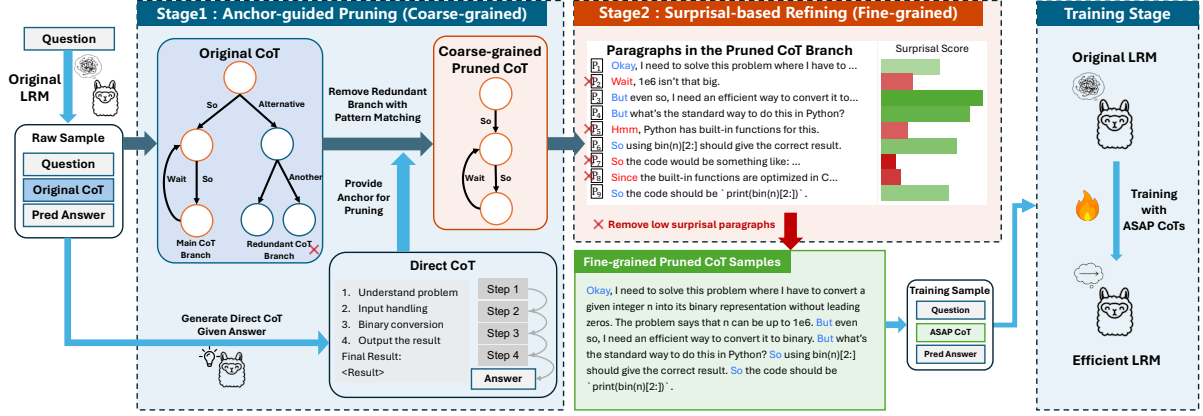 Question
Original
LRM
Raw Sample
Question
Original CoT
Pred Answer
Stage1 : Anchor-guided Pruning (Coarse-grained)
Original CoT
So
Alternative
Wait
So
Another
Main CoT
Branch
Redundant CoT
Branch
Remove Redundant
Branch with
Pattern Matching
Provide
Anchor for
Pruning
Coarse-grained
Pruned CoT
So
Wait
So
Generate Direct CoT
Given Answer
Direct CoT
1. Understand problem
2. Input handling
3. Binary conversion
4. Output the result
Final Result:
<Result>
Step 1
Step 2
Step 3
Step 4
Answer
Stage2 : Surprisal-based Refining (Fine-grained)
Paragraphs in the Pruned CoT Branch
Surprisal Score
P1 Okay, I need to solve this problem where I have to ...
P2 Wait, 1e6 isn't that big.
P3 But even so, I need an efficient way to convert it to...
P4 But what's the standard way to do this in Python?
P5 Hmm, Python has built-in functions for this.
P6 So using bin(n)[2:] should give the correct result.
P7 So the code would be something like: ...
P8 Since the built-in functions are optimized in C...
P9 So the code should be `print(bin(n)[2:])`.
Remove low surprisal paragraphs
Fine-grained Pruned CoT Samples
Okay, I need to solve this problem where I have to convert a
given integer n into its binary representation without leading
zeros. The problem says that n can be up to 1e6. But even
so, I need an efficient way to convert it to binary. But what's
the standard way to do this in Python? So using bin(n)[2:]
should give the correct result. So the code should be
`print(bin(n)[2:])`.
Training Sample
Question
ASAP CoT
Pred Answer
Training Stage
Original LRM
Training
with
ASAP CoTs
Efficient LRM